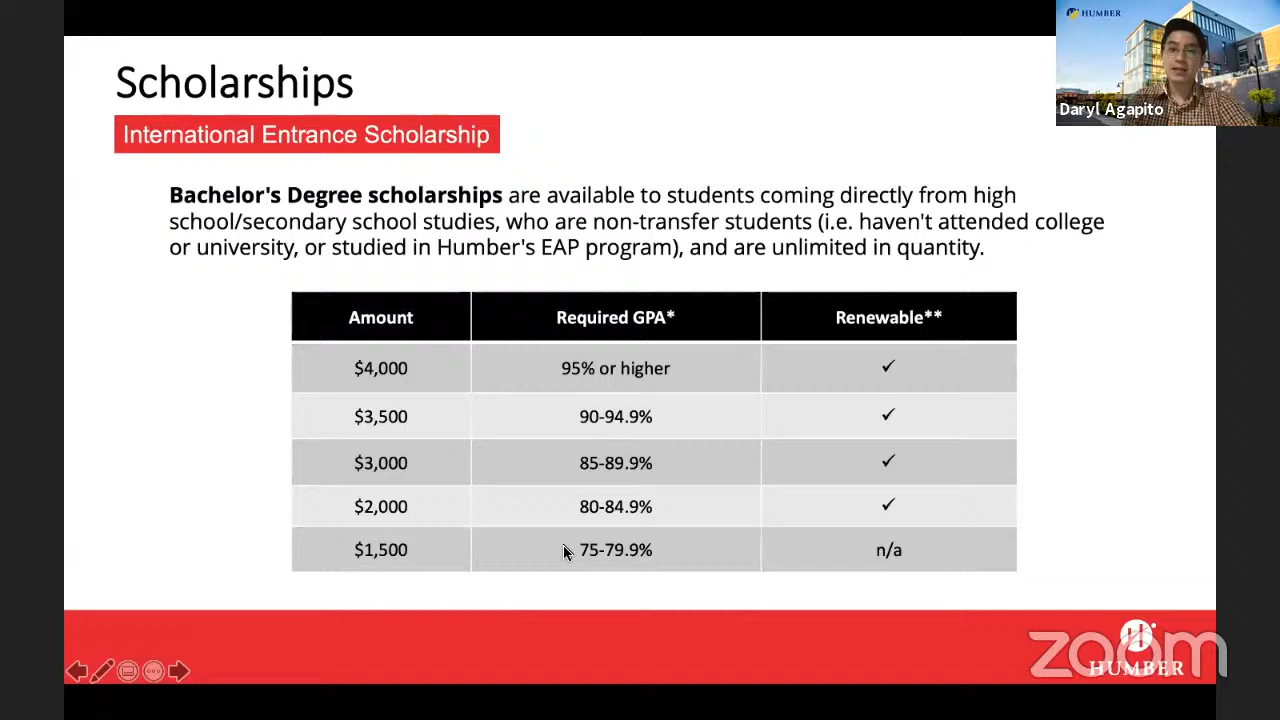 Scholarships
International Entrance Scholarship
Bachelor's Degree scholarships are available to students coming directly from high
school/secondary school studies, who are non-transfer students (i.e. haven't attended college
or university, or studied in Humber's EAP program), and are unlimited in quantity.
Amount Required GPA* Renewable**
$4,000 95% or higher ✓
$3,500 90-94.9% ✓
$3,000 85-89.9% ✓
$2,000 80-84.9% ✓
$1,500 75-79.9% n/a
HUMBER
Daryl Agapito
zoom
HUMBER